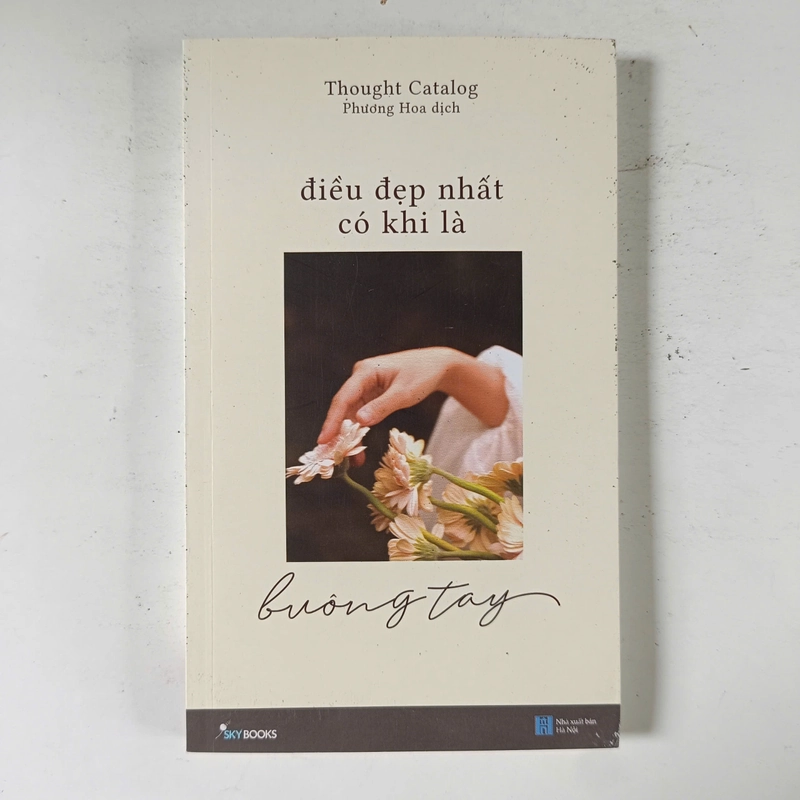 Thought Catalog
Phương Hoa dịch
điều đẹp nhất
có khi là
buông tay
SKYBOOKS
Nhà xuất bản
Hà Nội